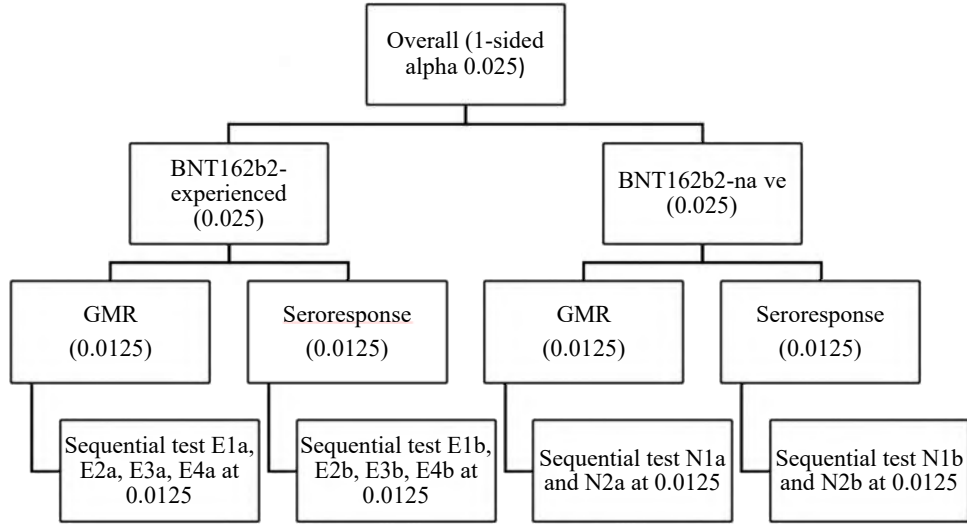 Overall (1-sided
alpha 0.025)
BNT162b2-
experienced
(0.025)
BNT162b2-na ve
(0.025)
GMR
(0.0125)
Seroresponse
(0.0125)
GMR
(0.0125)
Seroresponse
(0.0125)
Sequential test E1a,
E2a, E3a, E4a at
0.0125
Sequential test E1b,
E2b, E3b, E4b at
0.0125
Sequential test N1a
and N2a at 0.0125
Sequential test N1b
and N2b at 0.0125